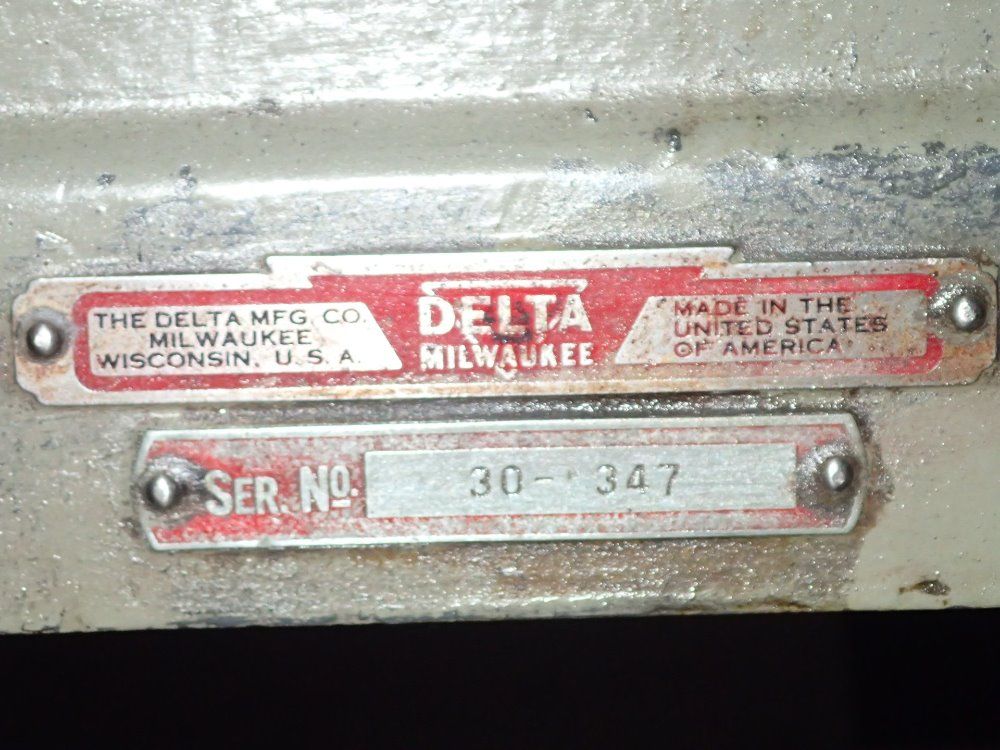 THE DELTA MFG. CO.
MILWAUKEE
WISCONSIN, U.S.A.
DELTA
MILWAUKEE
MADE IN THE
UNITED STATES
OF AMERICA
SER. NO. 30- 347